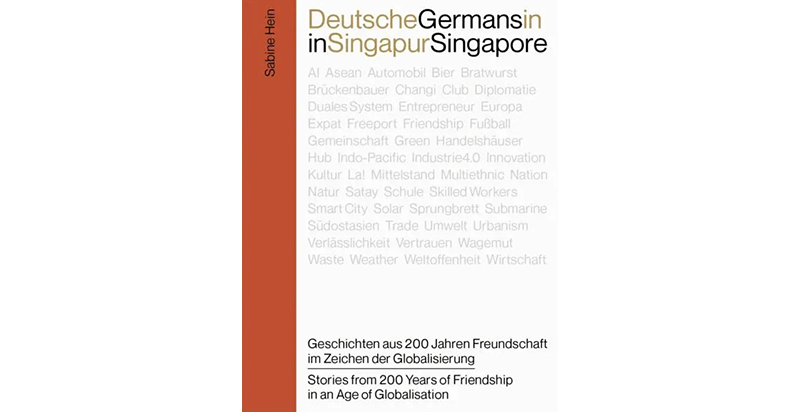 Sabine Hein
DeutscheGermansin
inSingapurSingapore
AI Asean Automobil Bier Bratwurst
Brückenbauer Changi Club Diplomatie
Duales System Entrepreneur Europa
Expat Freeport Friendship Fußball
Gemeinschaft Green Handelshäuser
Hub Indo-Pacific Industrie4.0 Innovation
Kultur La! Mittelstand Multiethnic Nation
Natur Satay Schule Skilled Workers
Smart City Solar Sprungbrett Submarine
Südostasien Trade Umwelt Urbanism
Verlässlichkeit Vertrauen Wagemut
Waste Weather Weltoffenheit Wirtschaft
Geschichten aus 200 Jahren Freundschaft
im Zeichen der Globalisierung
Stories from 200 Years of Friendship
in an Age of Globalisation